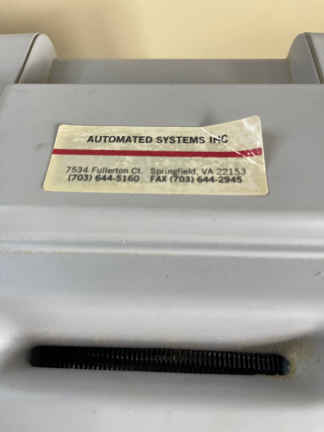 AUTOMATED SYSTEMS INC
7534 Fullerton Ct. Springfield, VA 22153
(703) 644-5160 FAX (703) 644-2945